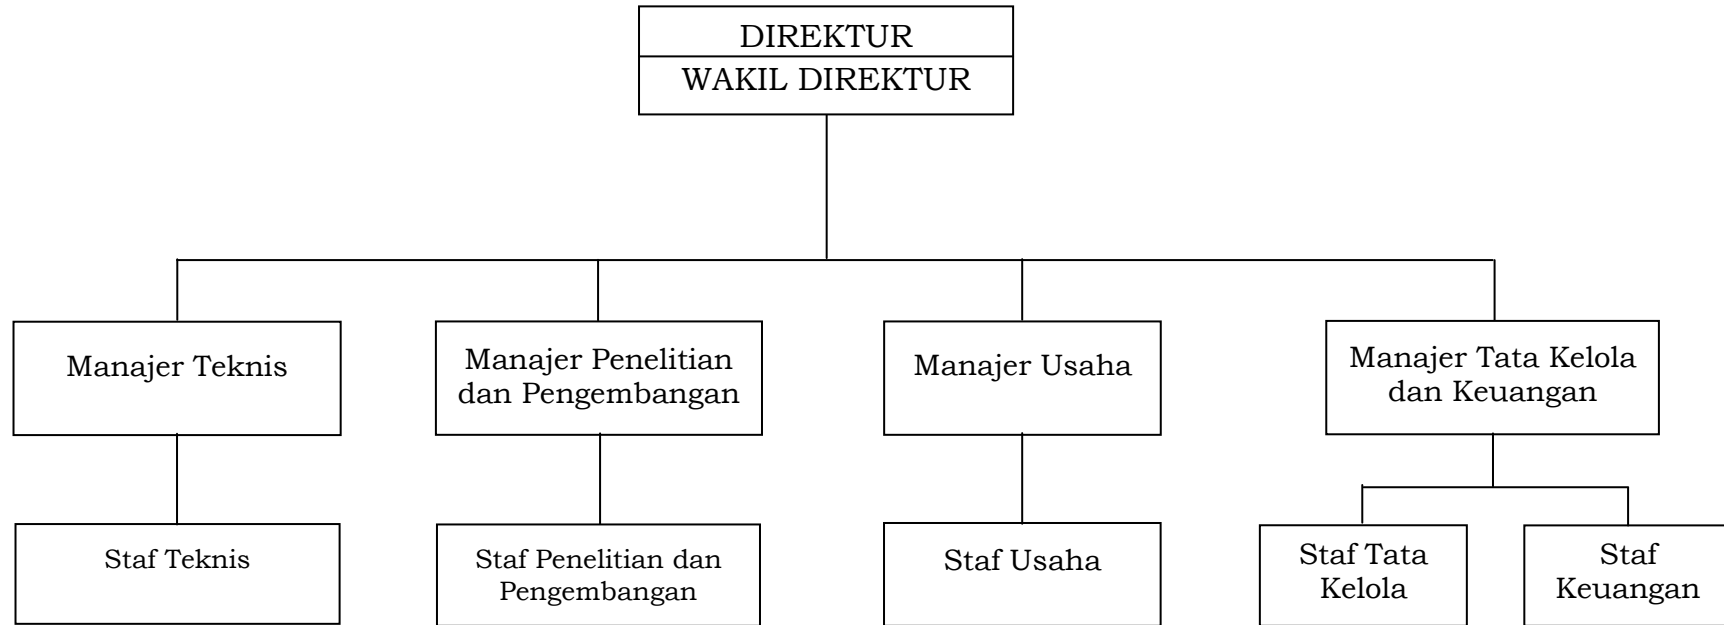 DIREKTUR
WAKIL DIREKTUR
Manajer Teknis
Manajer Penelitian
dan Pengembangan
Manajer Usaha
Manajer Tata Kelola
dan Keuangan
Staf Teknis
Staf Penelitian dan
Pengembangan
Staf Usaha
Staf Tata
Kelola
Staf
Keuangan